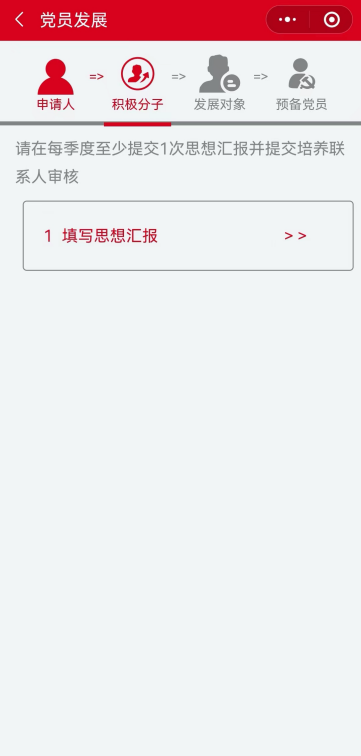 党员发展
申请人 => 积极分子 => 发展对象 => 预备党员
请在每季度至少提交1次思想汇报并提交培养联
系人审核
1 填写思想汇报 >>